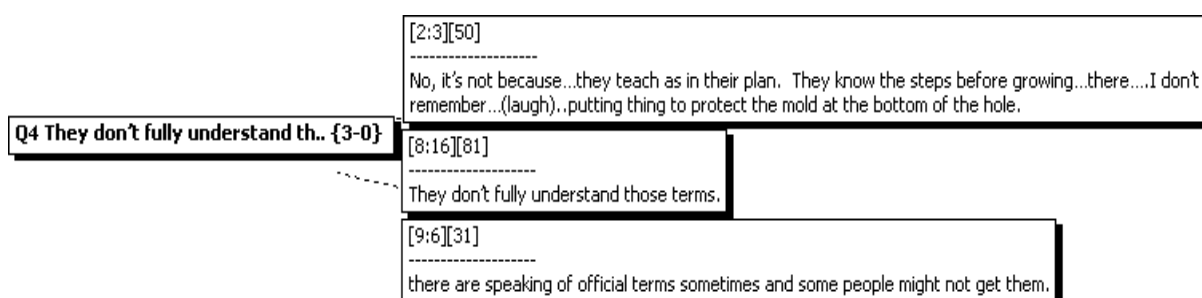 [2:3][50]
--------------------
No, it's not because...they teach as in their plan.  They know the steps before growing...there....I don't
remember...(laugh)..putting thing to protect the mold at the bottom of the hole.
Q4 They don't fully understand th.. {3-0}
[8:16][81]
--------------------
They don't fully understand those terms.
[9:6][31]
--------------------
there are speaking of official terms sometimes and some people might not get them.